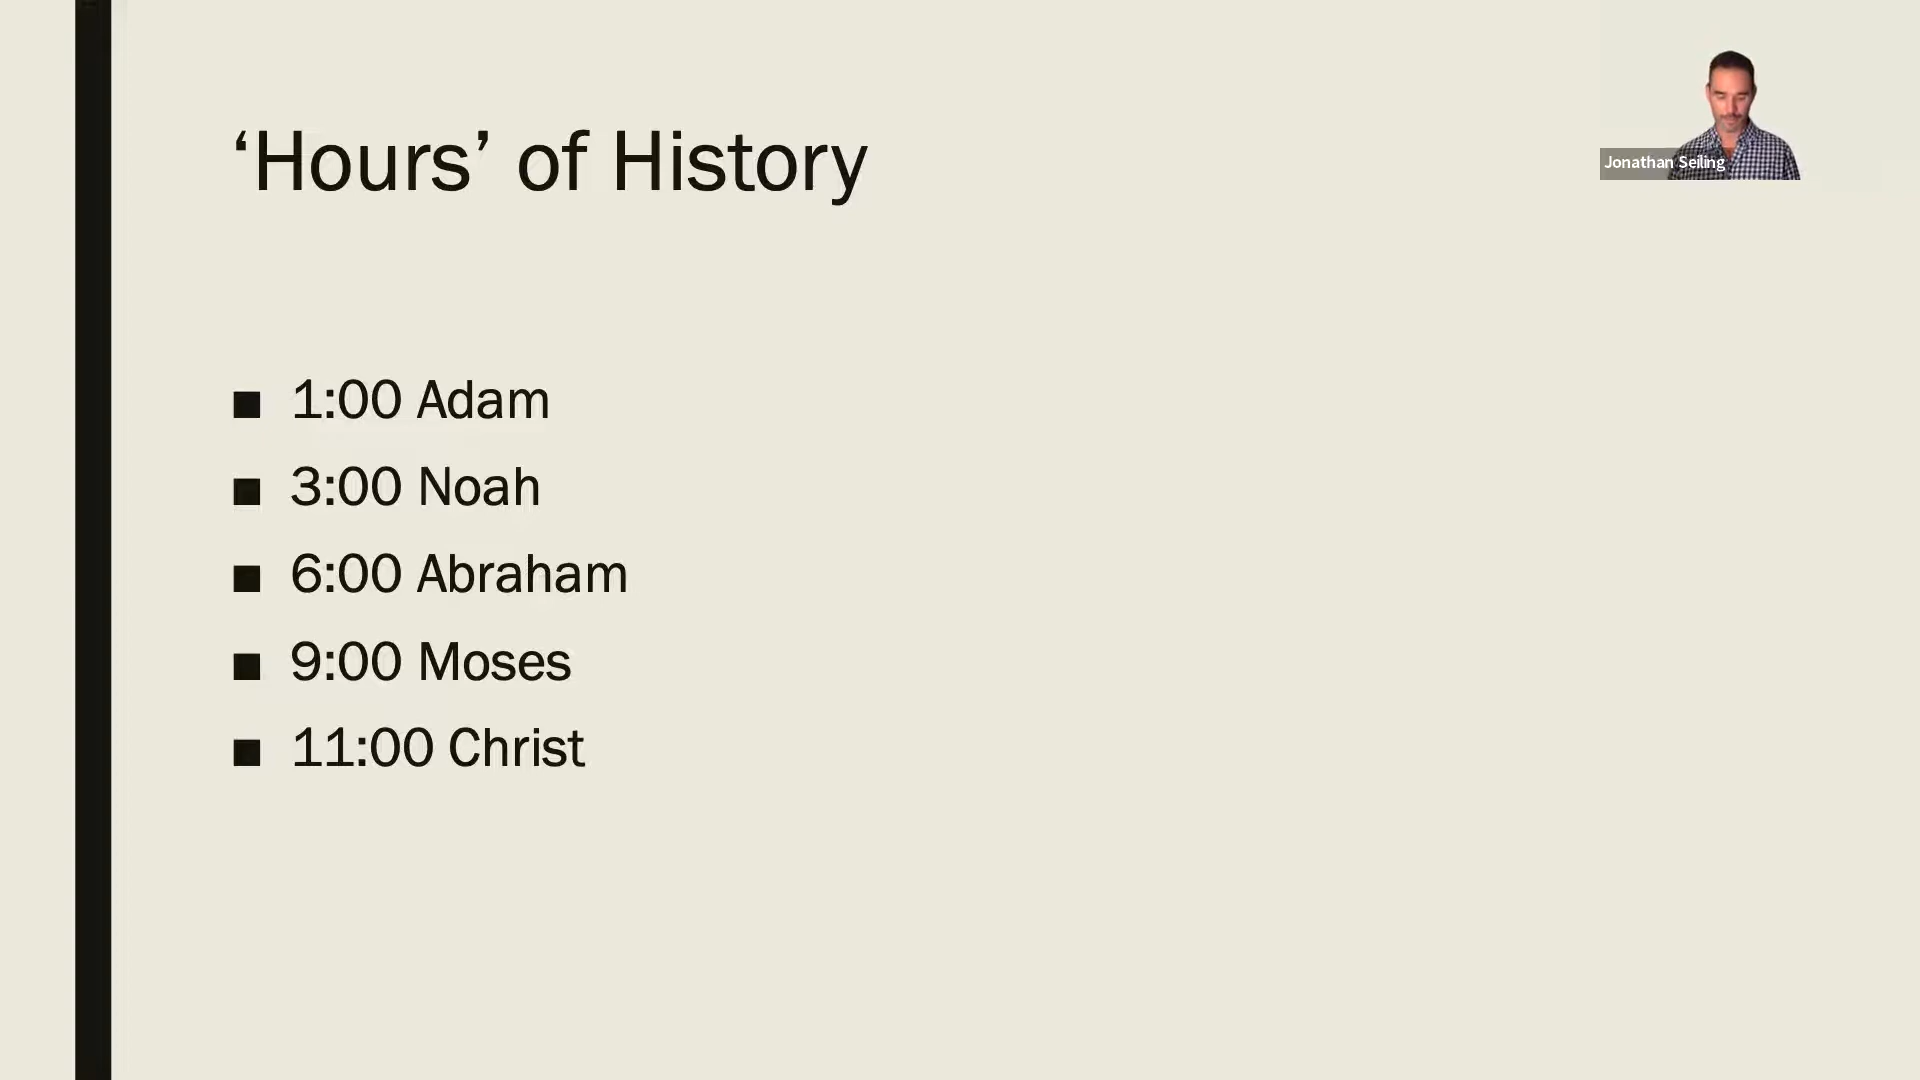 ‘Hours’ of History
Jonathan Seiling
■ 1:00 Adam
■ 3:00 Noah
■ 6:00 Abraham
■ 9:00 Moses
■ 11:00 Christ